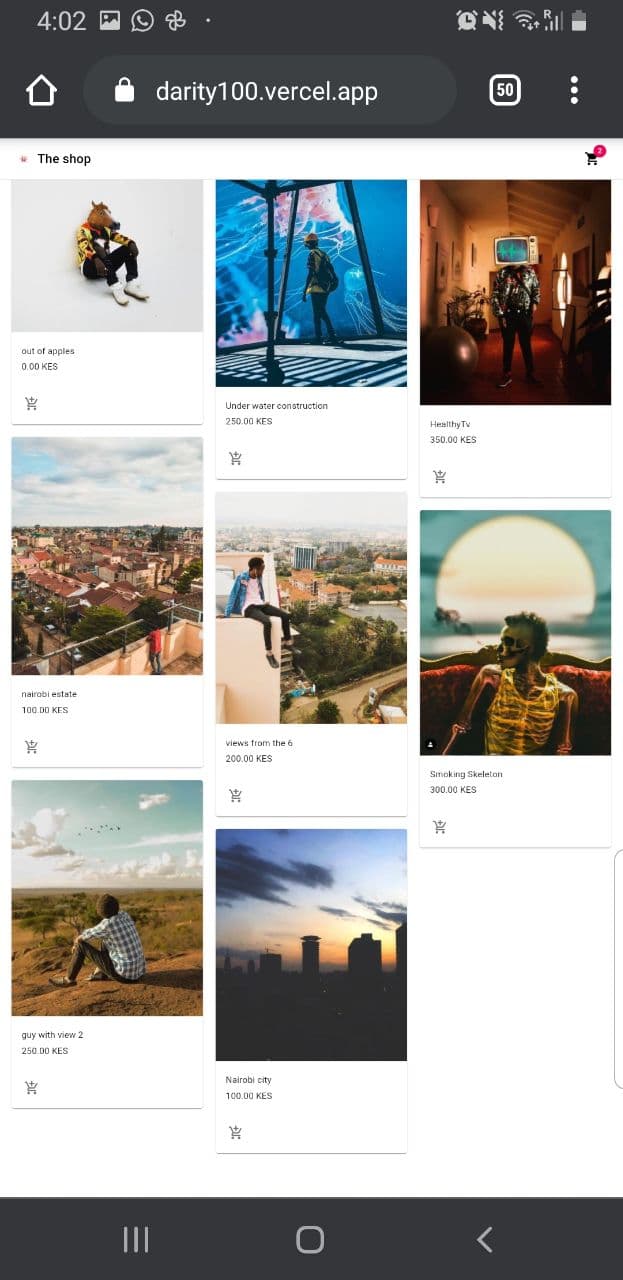 4:02
R
darity100.vercel.app
50
The shop
2
out of apples
0.00 KES
Under water construction
250.00 KES
HealthyTv
350.00 KES
nairobi estate
100.00 KES
views from the 6
200.00 KES
Smoking Skeleton
300.00 KES
guy with view 2
250.00 KES
Nairobi city
100.00 KES